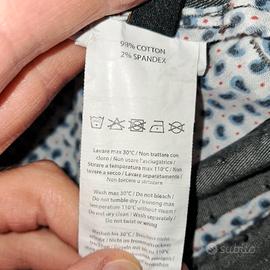 98% COTTON
2% SPANDEX
Lavare max 30°C / Non trattare con
cloro / Non usare l'asciugatrice /
Stirare a temperatura max 110°C / Non
lavare a secco / Lavare separatamente /
Non
Wash max 30°C / Do not bleach /
Do not tumble dry / Ironing max
temperature 110°C without steam /
Do not dry clean / Wash separately /
Do not twist or wring
Waschen bis 30°C /
nicht /
subito